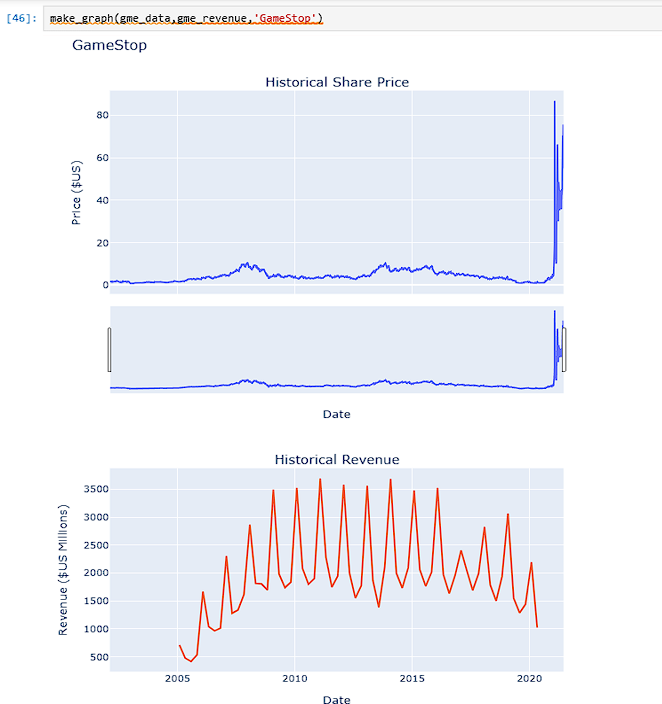 [46]: make_graph(gme_data,gme_revenue,'GameStop')
GameStop
Historical Share Price
80
60
40
20
0
Price ($US)
Date
Historical Revenue
3500
3000
2500
2000
1500
1000
500
Revenue ($US Millions)
2005 2010 2015 2020
Date